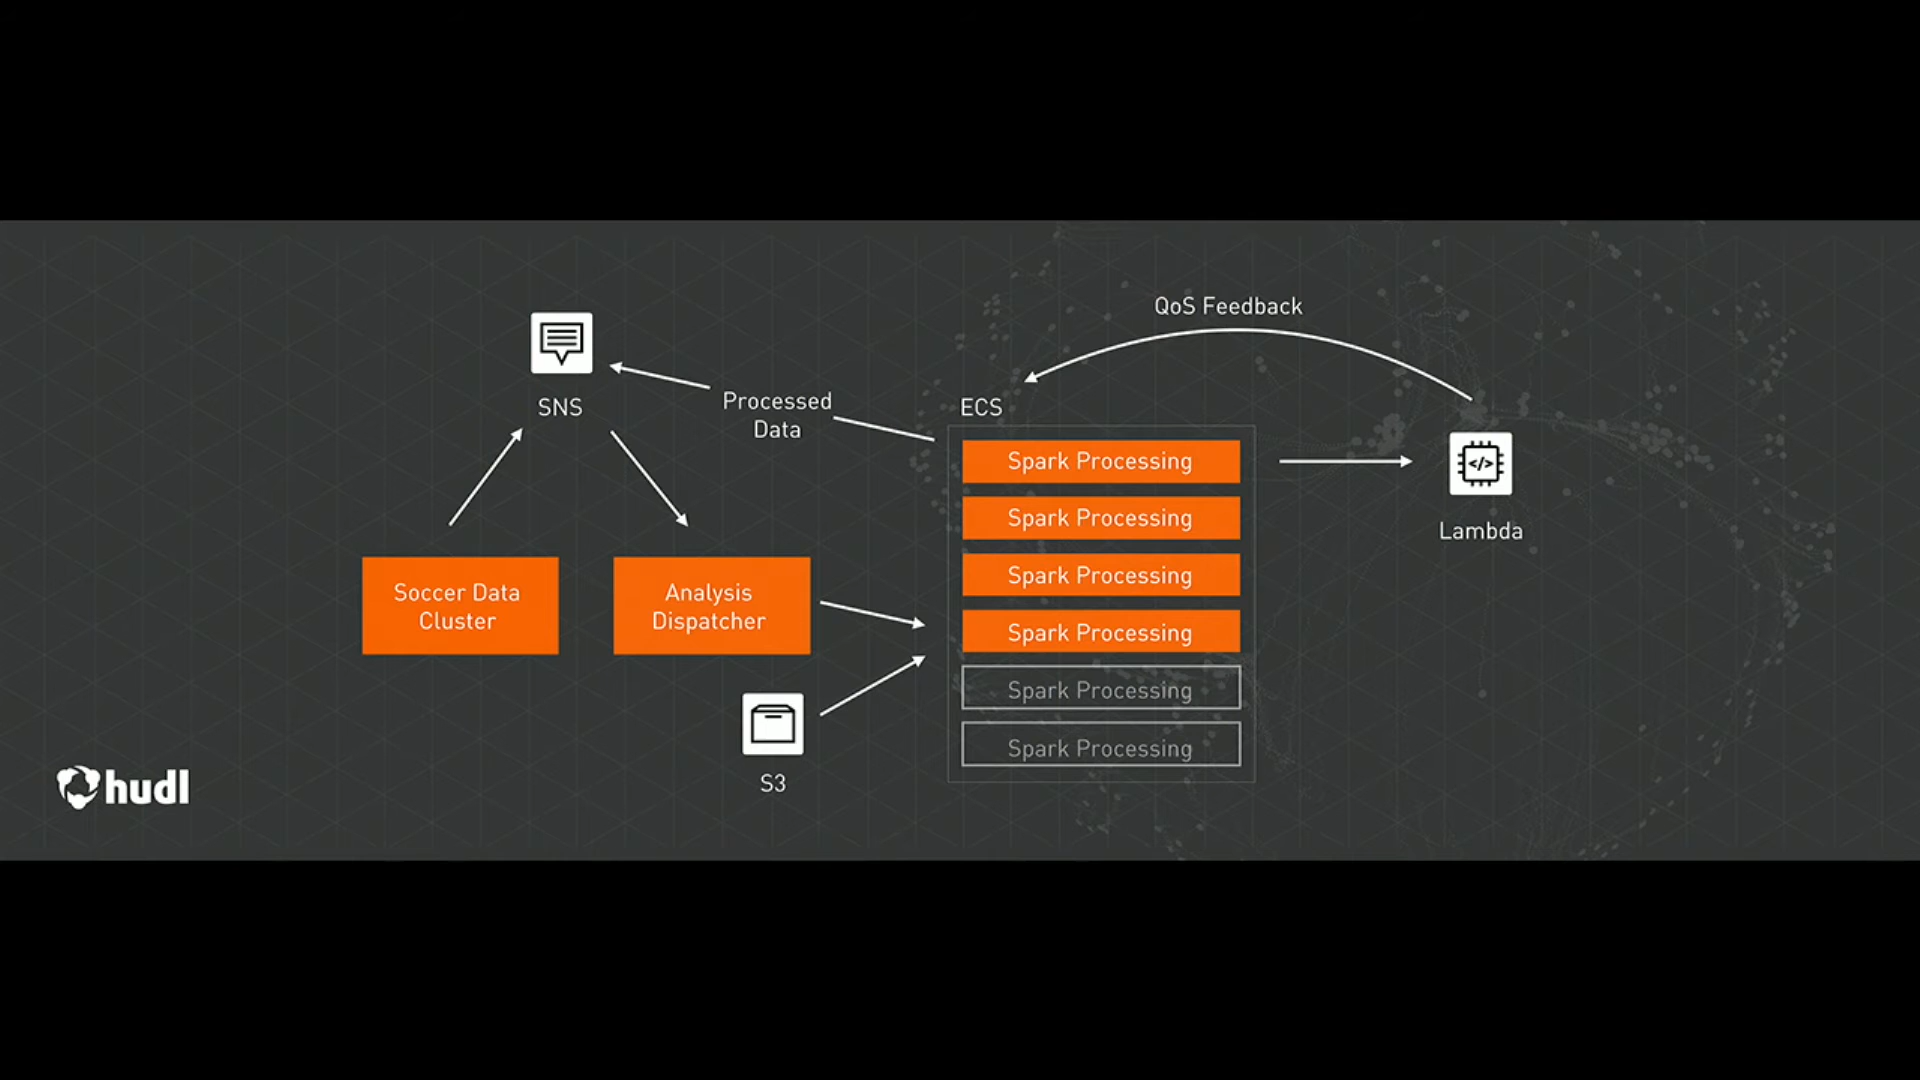 QoS Feedback
SNS
Processed
Data
ECS
Spark Processing
Spark Processing
Spark Processing
Spark Processing
Spark Processing
Spark Processing
Lambda
Soccer Data
Cluster
Analysis
Dispatcher
S3
hudl